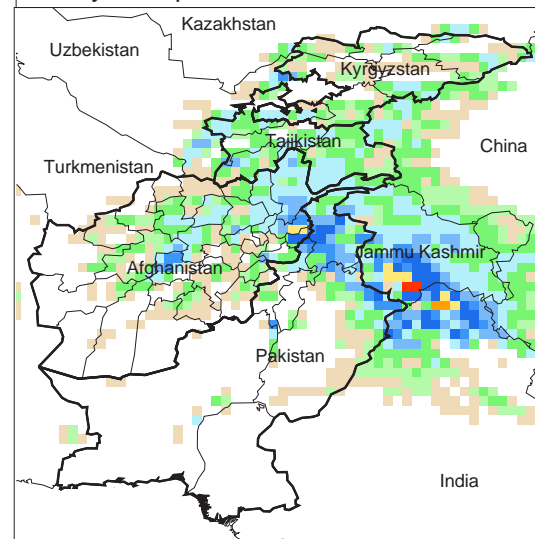 Kazakhstan
Uzbekistan
Kyrgyzstan
Tajikistan
China
Turkmenistan
Jammu Kashmir
Afghanistan
Pakistan
India